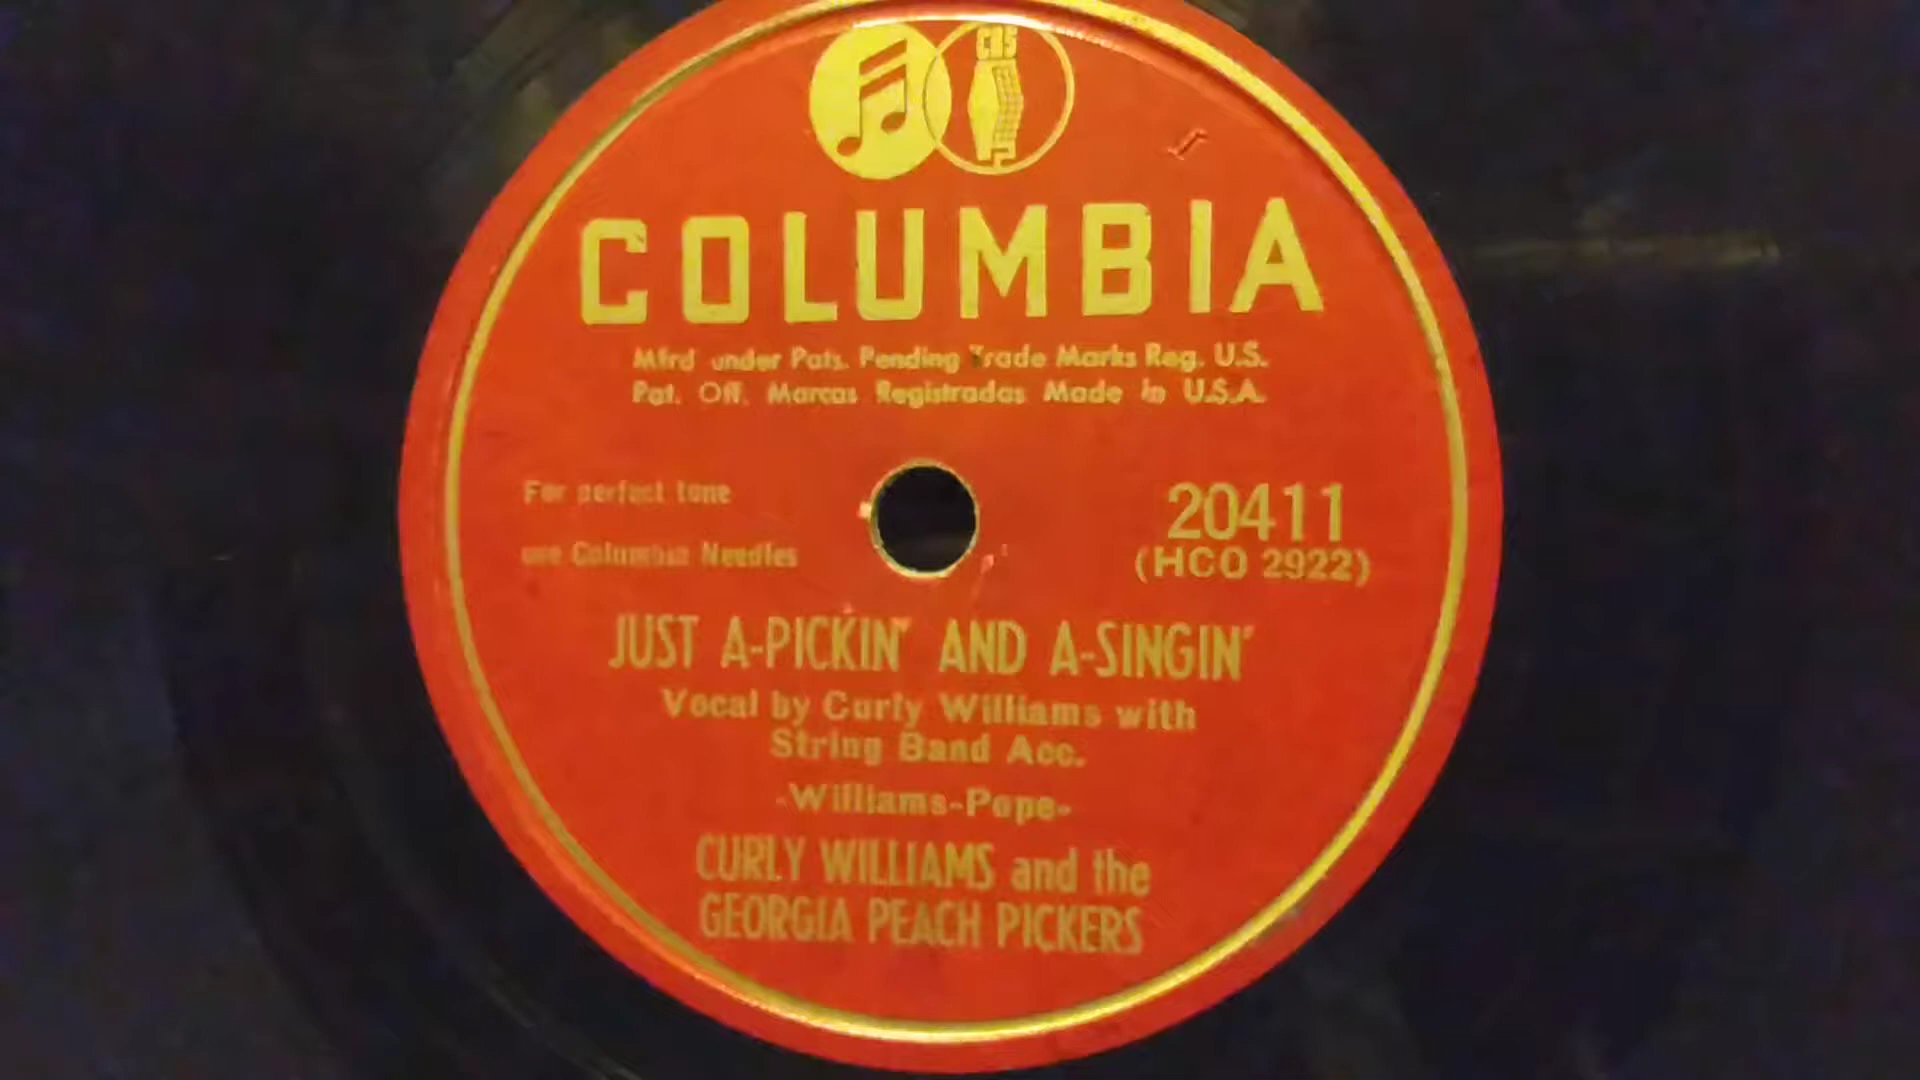 CBS
COLUMBIA
Mfrd under Pats. Pending Trade Marks Reg. U.S.
Pat. Off. Marcas Registradas Made in U.S.A.
For perfect tone
use Columbia Needles
20411
(HCO 2922)
JUST A-PICKIN' AND A-SINGIN'
Vocal by Curly Williams with
String Band Acc.
-Williams-Pope-
CURLY WILLIAMS and the
GEORGIA PEACH PICKERS